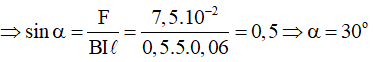 ⇒ sin α = F / BIℓ = 7,5.10⁻² / 0,5.5.0,06 = 0,5 ⇒ α = 30°